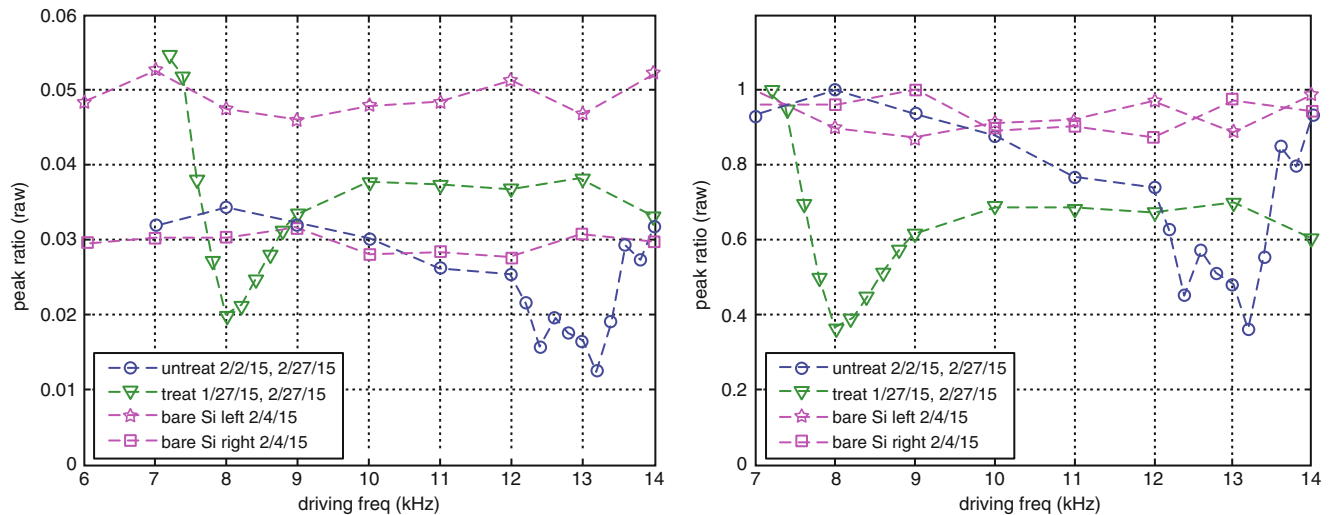 0.06
0.05
0.04
0.03
0.02
0.01
0
peak ratio (raw)
untreat 2/2/15, 2/27/15
treat 1/27/15, 2/27/15
bare Si left 2/4/15
bare Si right 2/4/15
6 7 8 9 10 11 12 13 14
driving freq (kHz)
1
0.8
0.6
0.4
0.2
0
peak ratio (raw)
untreat 2/2/15, 2/27/15
treat 1/27/15, 2/27/15
bare Si left 2/4/15
bare Si right 2/4/15
7 8 9 10 11 12 13 14
driving freq (kHz)